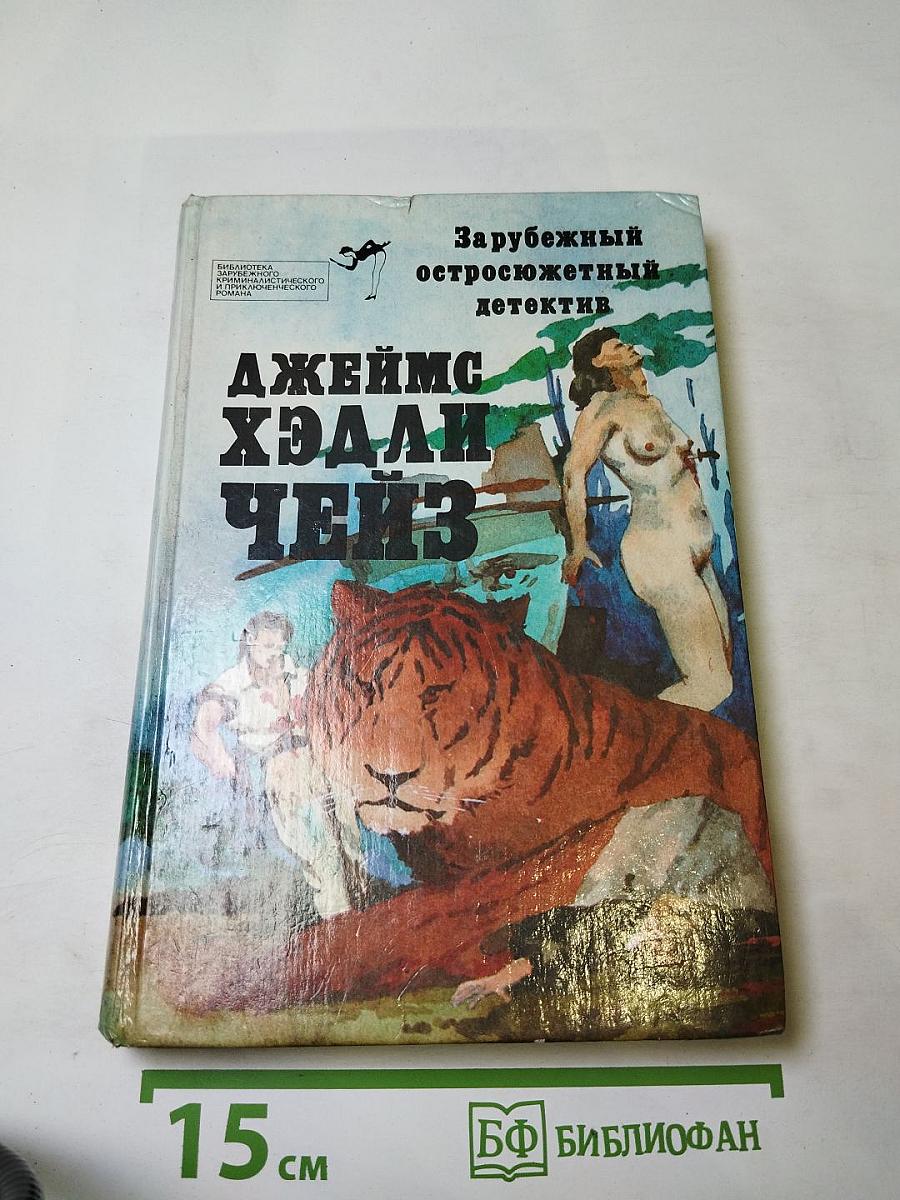 Зарубежный
остросюжетный
детектив
БИБЛИОТЕКА
ЗАРУБЕЖНОГО
КРИМИНАЛИСТИЧЕСКОГО
И ПРИКЛЮЧЕНЧЕСКОГО
РОМАНА
ДЖЕЙМС
ХЭДЛИ
ЧЕЙЗ
15 см
БФ БИБЛИОФАН